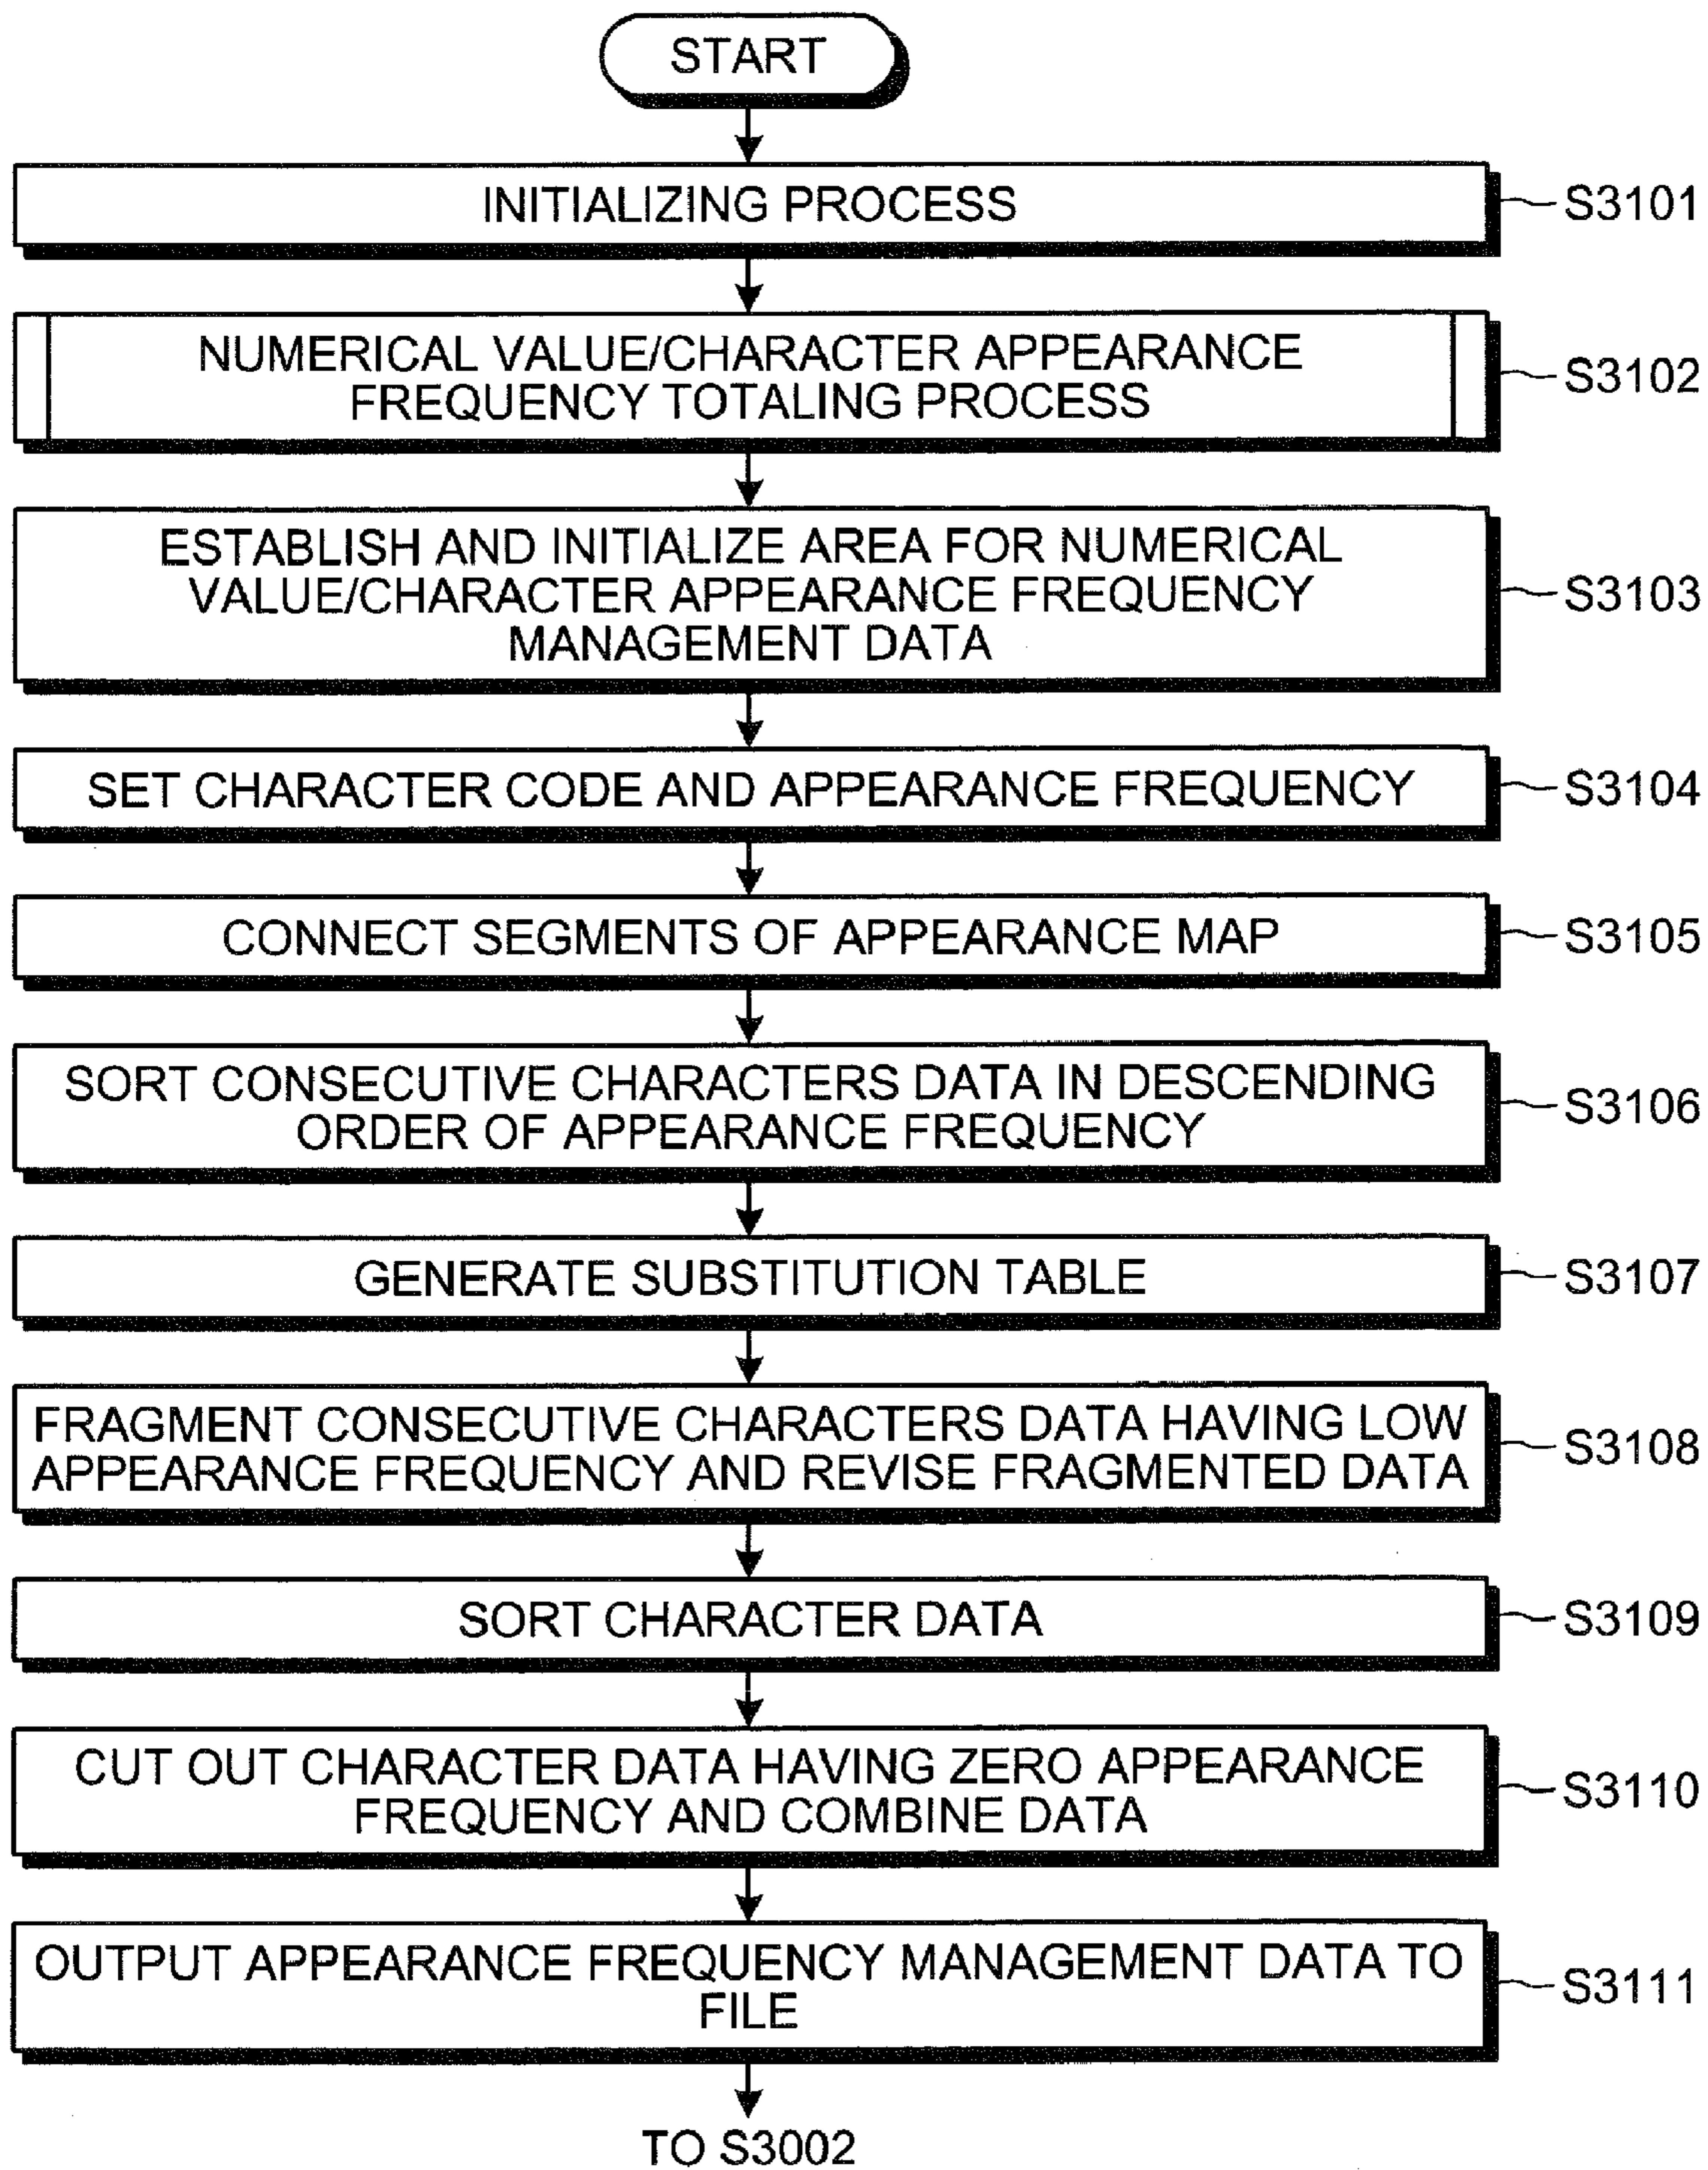 START
INITIALIZING PROCESS
S3101
NUMERICAL VALUE/CHARACTER APPEARANCE
FREQUENCY TOTALING PROCESS
S3102
ESTABLISH AND INITIALIZE AREA FOR NUMERICAL
VALUE/CHARACTER APPEARANCE FREQUENCY
MANAGEMENT DATA
S3103
SET CHARACTER CODE AND APPEARANCE FREQUENCY
S3104
CONNECT SEGMENTS OF APPEARANCE MAP
S3105
SORT CONSECUTIVE CHARACTERS DATA IN DESCENDING
ORDER OF APPEARANCE FREQUENCY
S3106
GENERATE SUBSTITUTION TABLE
S3107
FRAGMENT CONSECUTIVE CHARACTERS DATA HAVING LOW
APPEARANCE FREQUENCY AND REVISE FRAGMENTED DATA
S3108
SORT CHARACTER DATA
S3109
CUT OUT CHARACTER DATA HAVING ZERO APPEARANCE
FREQUENCY AND COMBINE DATA
S3110
OUTPUT APPEARANCE FREQUENCY MANAGEMENT DATA TO
FILE
S3111
TO S3002